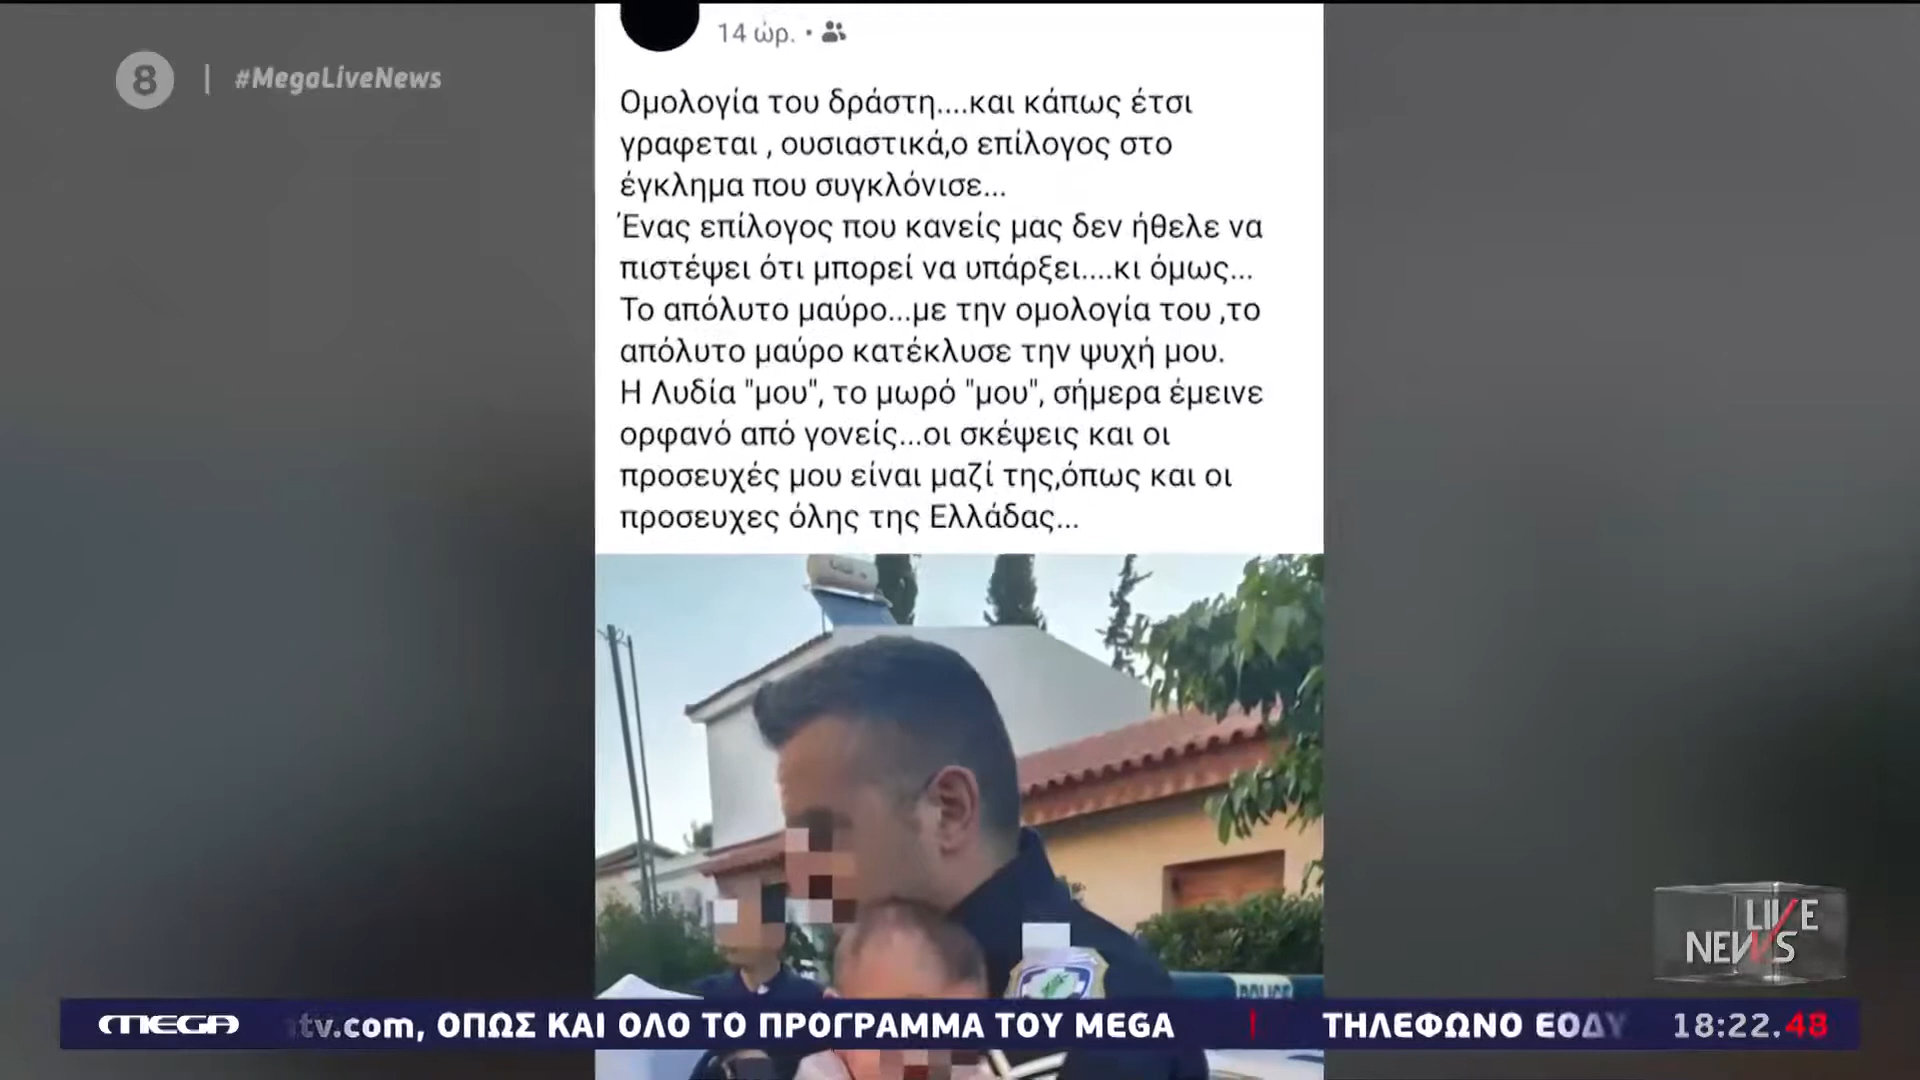 14 ώρ.
8 | #MegaLiveNews
Ομολογία του δράστη....και κάπως έτσι
γραφεται , ουσιαστικά,ο επίλογος στο
έγκλημα που συγκλόνισε...
Ένας επίλογος που κανείς μας δεν ήθελε να
πιστέψει ότι μπορεί να υπάρξει....κι όμως...
Το απόλυτο μαύρο...με την ομολογία του ,το
απόλυτο μαύρο κατέκλυσε την ψυχή μου.
Η Λυδία "μου", το μωρό "μου", σήμερα έμεινε
ορφανό από γονείς...οι σκέψεις και οι
προσευχές μου είναι μαζί της,όπως και οι
προσευχες όλης της Ελλάδας...
POLICE
LIVE
NEWS
MEGA
tv.com, ΟΠΩΣ ΚΑΙ ΟΛΟ ΤΟ ΠΡΟΓΡΑΜΜΑ ΤΟΥ MEGA | ΤΗΛΕΦΩΝΟ ΕΟΔΥ
18:22.48